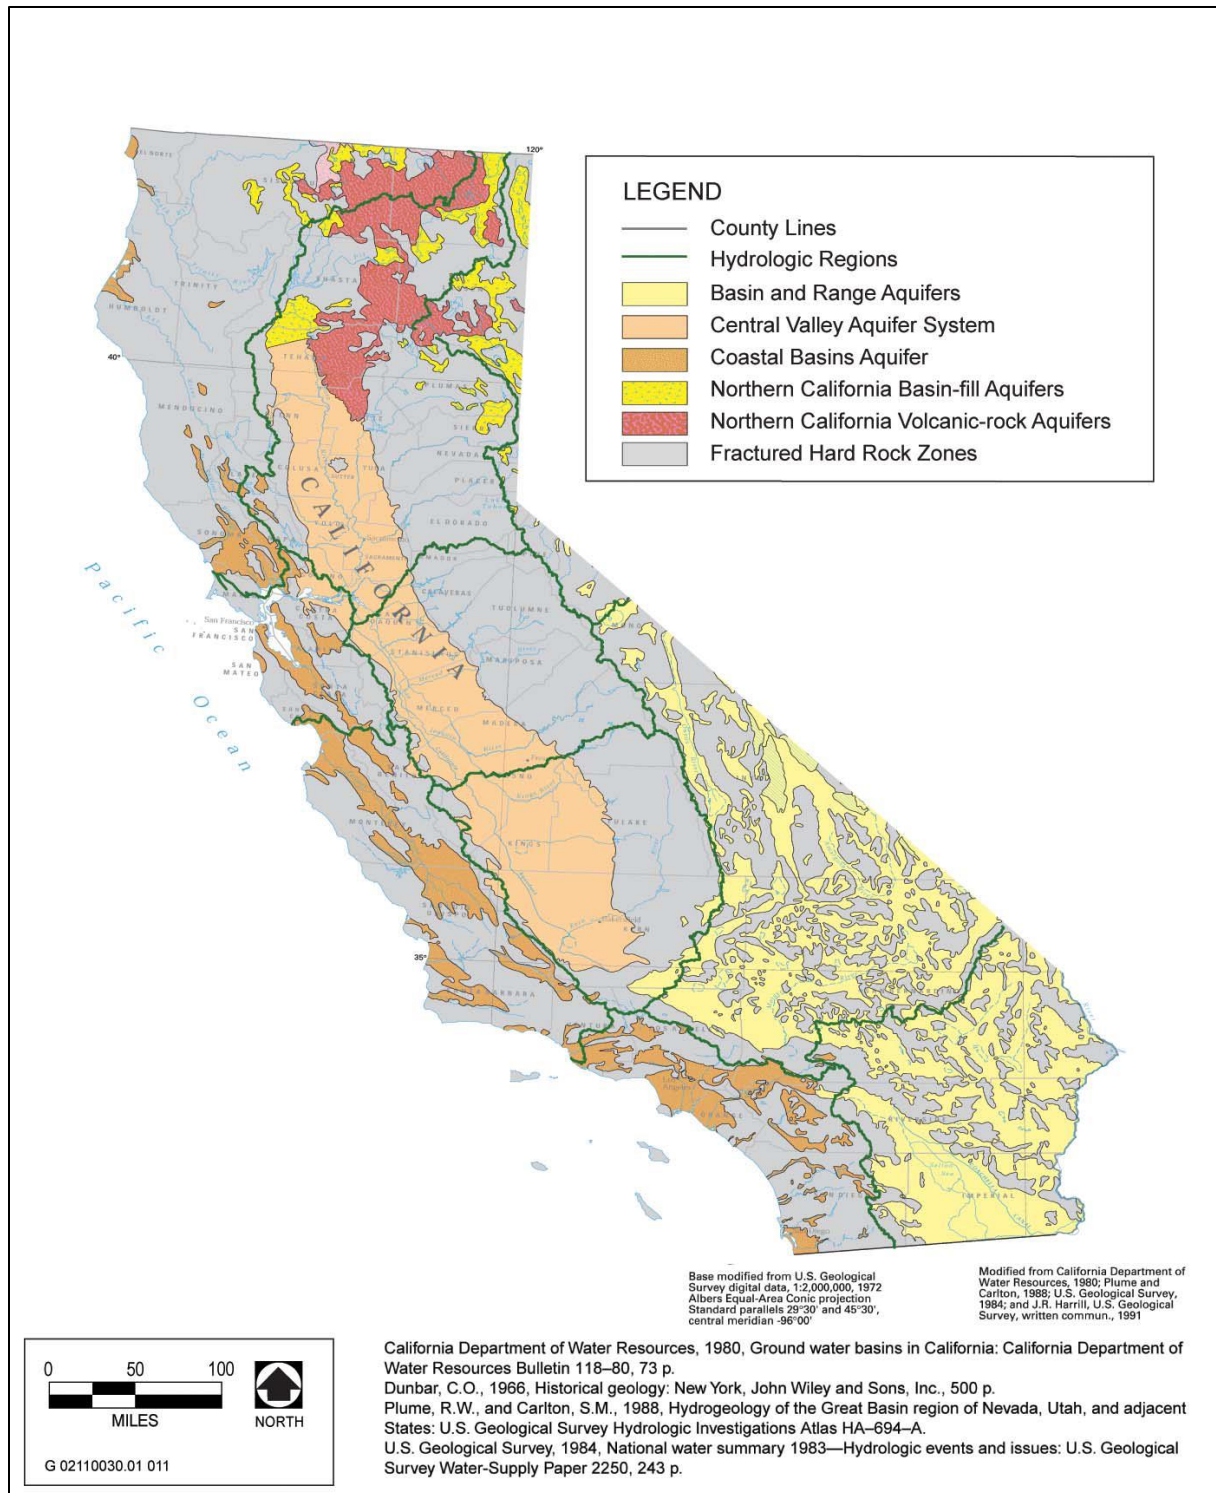 120°
DEL NORTE
SHASTA
TRINITY
HUMBOLDT
40°
PLUMAS
MENDOCINO
NEVADA
COLUSA
SUTTER
YUBA
PLACER
EL DORADO
SONOMA
SACRAMENTO
CALIFORNIA
CALAVERAS
TUOLUMNE
MONO
Pacific Ocean
San Francisco
SAN FRANCISCO
SAN MATEO
STANISLAUS
MARIPOSA
MERCED
MADERA
MONTEREY
KINGS
TULARE
KERN
35°
ORANGE
RIVERSIDE
IMPERIAL
LEGEND
County Lines
Hydrologic Regions
Basin and Range Aquifers
Central Valley Aquifer System
Coastal Basins Aquifer
Northern California Basin-fill Aquifers
Northern California Volcanic-rock Aquifers
Fractured Hard Rock Zones
Base modified from U.S. Geological
Survey digital data, 1:2,000,000, 1972
Albers Equal-Area Conic projection
Standard parallels 29°30' and 45°30',
central meridian -96°00'
Modified from California Department of
Water Resources, 1980; Plume and
Carlton, 1988; U.S. Geological Survey,
1984; and J.R. Harrill, U.S. Geological
Survey, written commun., 1991
0 50 100
MILES
NORTH
G 02110030.01 011
California Department of Water Resources, 1980, Ground water basins in California: California Department of
Water Resources Bulletin 118–80, 73 p.
Dunbar, C.O., 1966, Historical geology: New York, John Wiley and Sons, Inc., 500 p.
Plume, R.W., and Carlton, S.M., 1988, Hydrogeology of the Great Basin region of Nevada, Utah, and adjacent
States: U.S. Geological Survey Hydrologic Investigations Atlas HA–694–A.
U.S. Geological Survey, 1984, National water summary 1983—Hydrologic events and issues: U.S. Geological
Survey Water-Supply Paper 2250, 243 p.